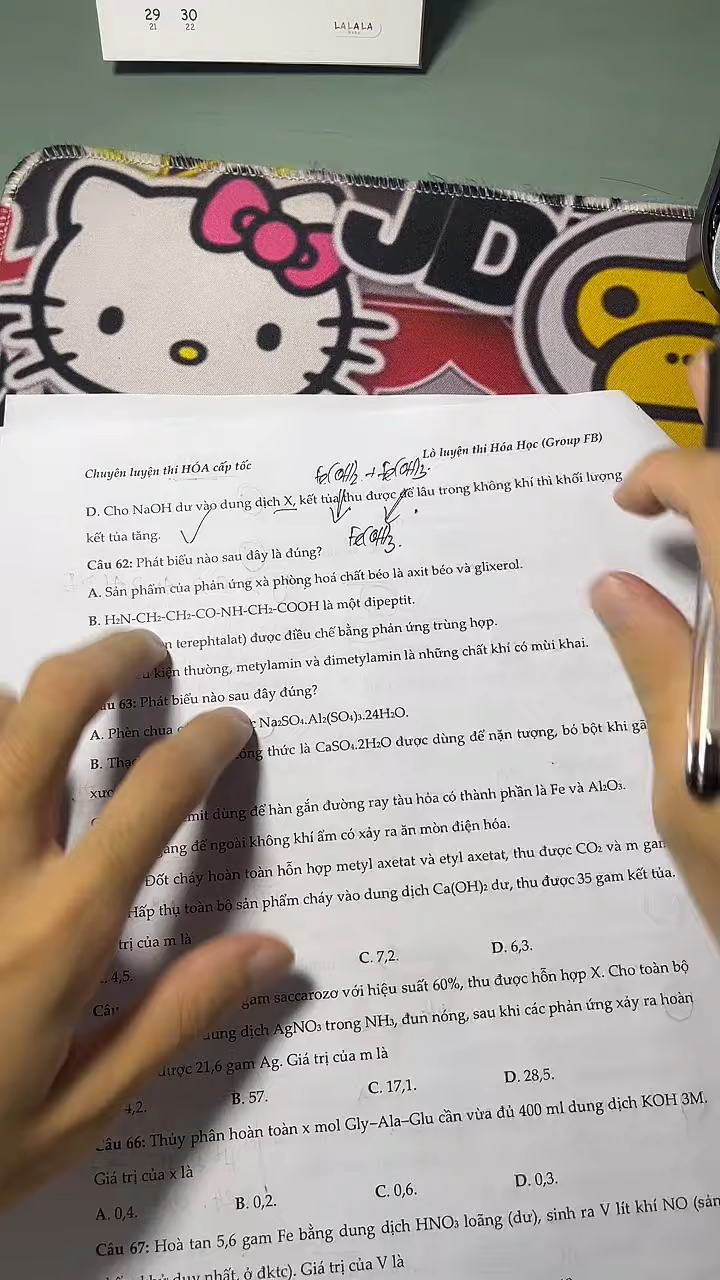 29 30
21 22
LALALA
JD
Chuyên luyện thi HÓA cấp tốc
Lò luyện thi Hóa Học (Group FB)
Fe(OH)2 + Fe(OH)3.
D. Cho NaOH dư vào dung dịch X, kết tủa thu được để lâu trong không khí thì khối lượng
kết tủa tăng.
Fe(OH)3.
Câu 62: Phát biểu nào sau đây là đúng?
A. Sản phẩm của phản ứng xà phòng hoá chất béo là axit béo và glixerol.
B. H₂N-CH₂-CH₂-CO-NH-CH₂-COOH là một đipeptit.
terephtalat) được điều chế bằng phản ứng trùng hợp.
kiện thường, metylamin và đimetylamin là những chất khí có mùi khai.
63: Phát biểu nào sau đây đúng?
A. Phèn chua Na₂SO₄.Al₂(SO₄)₃.24H₂O.
B. thức là CaSO₄.2H₂O được dùng để nặn tượng, bó bột khi
dùng để hàn gắn đường ray tàu hỏa có thành phần là Fe và Al₂O₃.
để ngoài không khí ẩm có xảy ra ăn mòn điện hóa.
Đốt cháy hoàn toàn hỗn hợp metyl axetat và etyl axetat, thu được CO₂ và m
Hấp thụ toàn bộ sản phẩm cháy vào dung dịch Ca(OH)₂ dư, thu được 35 gam kết tủa.
trị của m là
4,5. C. 7,2. D. 6,3.
Câu gam saccarozơ với hiệu suất 60%, thu được hỗn hợp X. Cho toàn bộ
dịch AgNO₃ trong NH₃, đun nóng, sau khi các phản ứng xảy ra hoàn
được 21,6 gam Ag. Giá trị của m là
B. 57. C. 17,1. D. 28,5.
Câu 66: Thủy phân hoàn toàn x mol Gly–Ala–Glu cần vừa đủ 400 ml dung dịch KOH 3M.
Giá trị của x là
A. 0,4. B. 0,2. C. 0,6. D. 0,3.
Câu 67: Hoà tan 5,6 gam Fe bằng dung dịch HNO₃ loãng (dư), sinh ra V lít khí NO (sản
duy nhất, ở đktc). Giá trị của V là